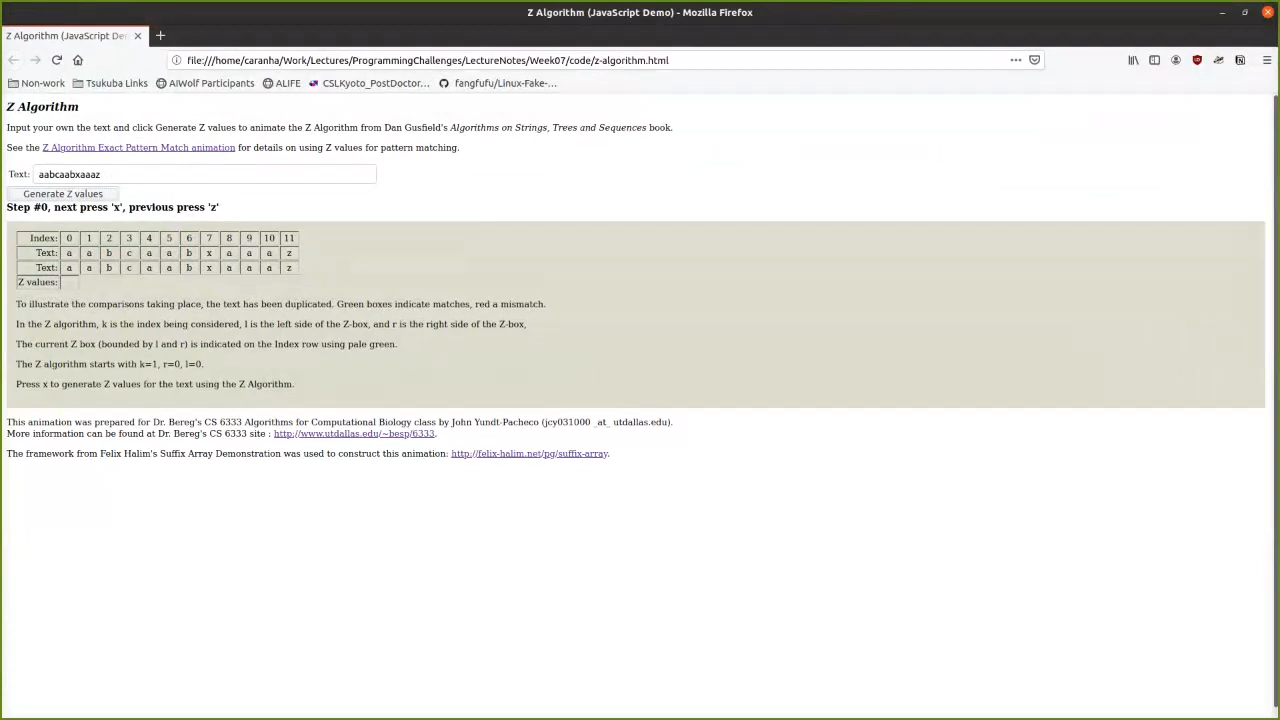 Z Algorithm (JavaScript Demo) - Mozilla Firefox
Z Algorithm (JavaScript De
file:///home/caranha/Work/Lectures/ProgrammingChallenges/LectureNotes/Week07/code/z-algorithm.html
Non-work Tsukuba Links AIWolf Participants ALIFE CSLKyoto_PostDoctor... fangfufu/Linux-Fake-...
Z Algorithm
Input your own the text and click Generate Z values to animate the Z Algorithm from Dan Gusfield's Algorithms on Strings, Trees and Sequences book.
See the Z Algorithm Exact Pattern Match animation for details on using Z values for pattern matching.
Text: aabcaabxaaaz
Generate Z values
Step #0, next press 'x', previous press 'z'
Index: 0 1 2 3 4 5 6 7 8 9 10 11
Text: a a b c a a b x a a a z
Text: a a b c a a b x a a a z
Z values:
To illustrate the comparisons taking place, the text has been duplicated. Green boxes indicate matches, red a mismatch.
In the Z algorithm, k is the index being considered, l is the left side of the Z-box, and r is the right side of the Z-box,
The current Z box (bounded by l and r) is indicated on the Index row using pale green.
The Z algorithm starts with k=1, r=0, l=0.
Press x to generate Z values for the text using the Z Algorithm.
This animation was prepared for Dr. Bereg's CS 6333 Algorithms for Computational Biology class by John Yundt-Pacheco (jcy031000 _at_ utdallas.edu).
More information can be found at Dr. Bereg's CS 6333 site : http://www.utdallas.edu/~besp/6333.
The framework from Felix Halim's Suffix Array Demonstration was used to construct this animation: http://felix-halim.net/pg/suffix-array.